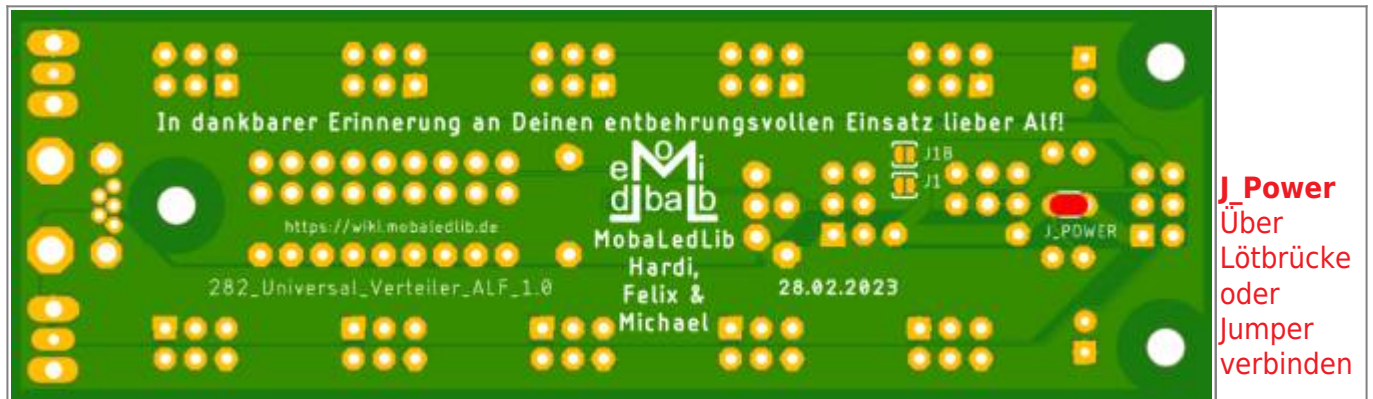 In dankbarer Erinnerung an Deinen entbehrungsvollen Einsatz lieber Alf!
J1B
J1
J_POWER
https://wiki.mobaledlib.de
MobaLedLib
Hardi,
Felix &
Michael
282_Universal_Verteiler_ALF_1.0
28.02.2023
J_Power
Über
Lötbrücke
oder
Jumper
verbinden